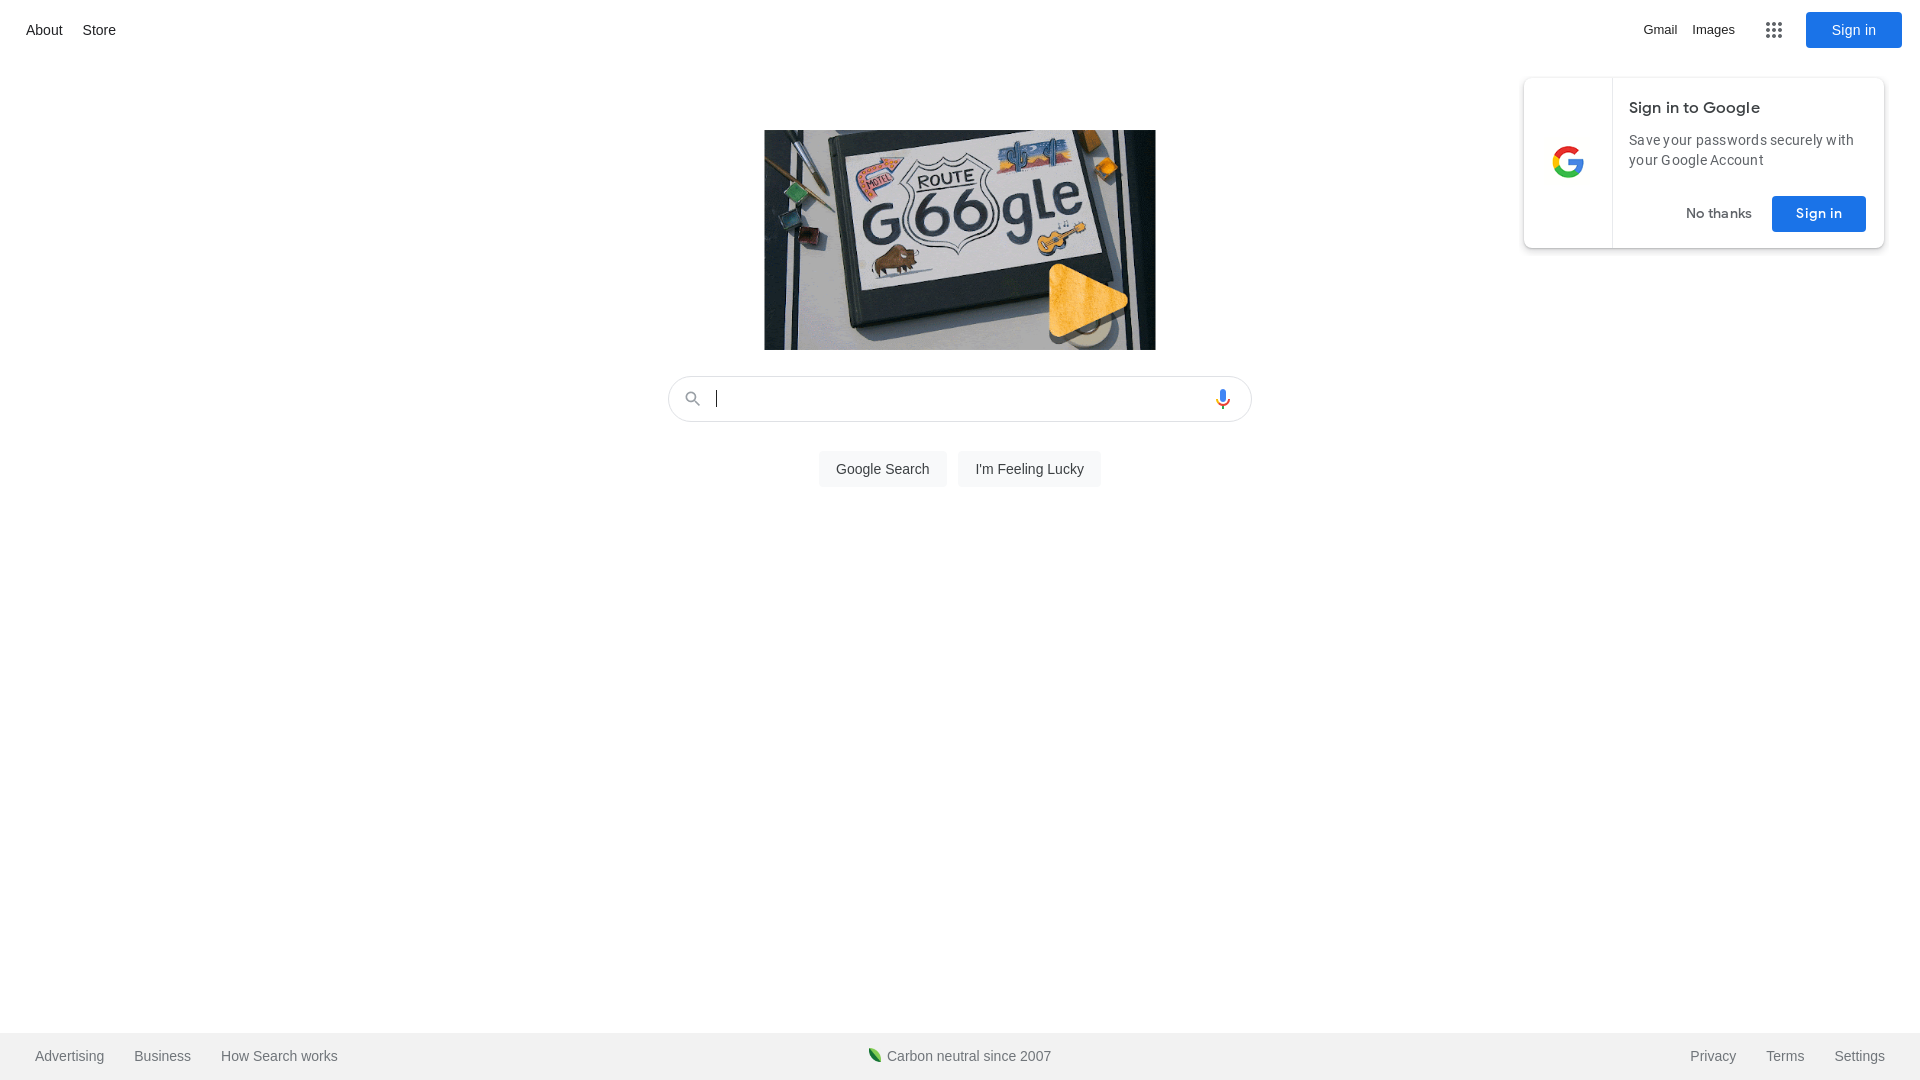 About Store
Gmail Images Sign in
Sign in to Google
Save your passwords securely with
your Google Account
No thanks Sign in
MOTEL
ROUTE
G66gle
Google Search I'm Feeling Lucky
Advertising Business How Search works
Carbon neutral since 2007
Privacy Terms Settings